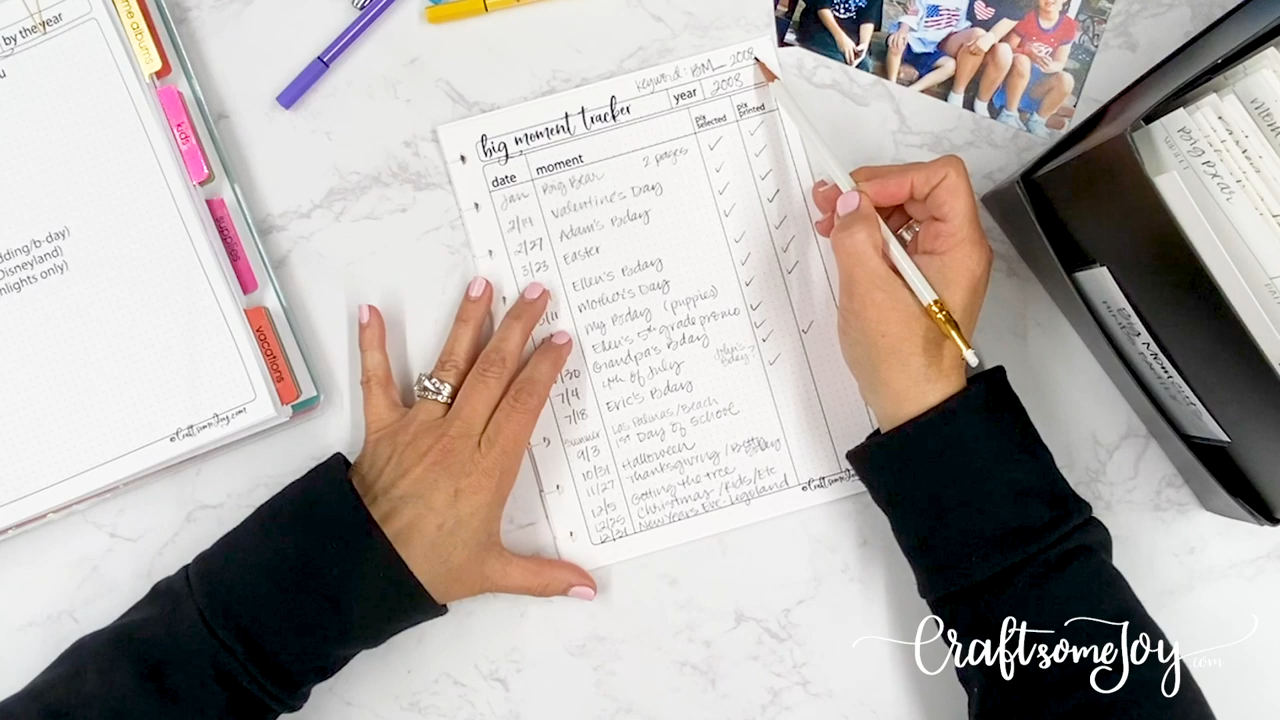 by the year
u
dding/b-day)
Disneyland)
nlights only)
©CraftsomeJoy.com
me albums
kids
supplies
vacations
keyword: BM_2008
big moment tracker year 2008
date moment pix selected pix printed
Jan Big Bear 2 pages
2/14 Valentine's Day
2/27 Adam's Bday
3/23 Easter
Ellen's Bday
Mother's Day
My Bday (puppies)
Ellen's 5th grade promo
/30 Grandpa's Bday
7/4 4th of July
7/18 Eric's Bday
Summer Las Palmas/Beach
9/3 1st Day of School
10/31 Halloween
11/27 Thanksgiving /
12/5 Getting the tree
12/25 Christmas / Kids/Etc
12/31 New Years Eve - Legoland
©CraftsomeJoy.com
Big Bear
CraftsomeJoy.com